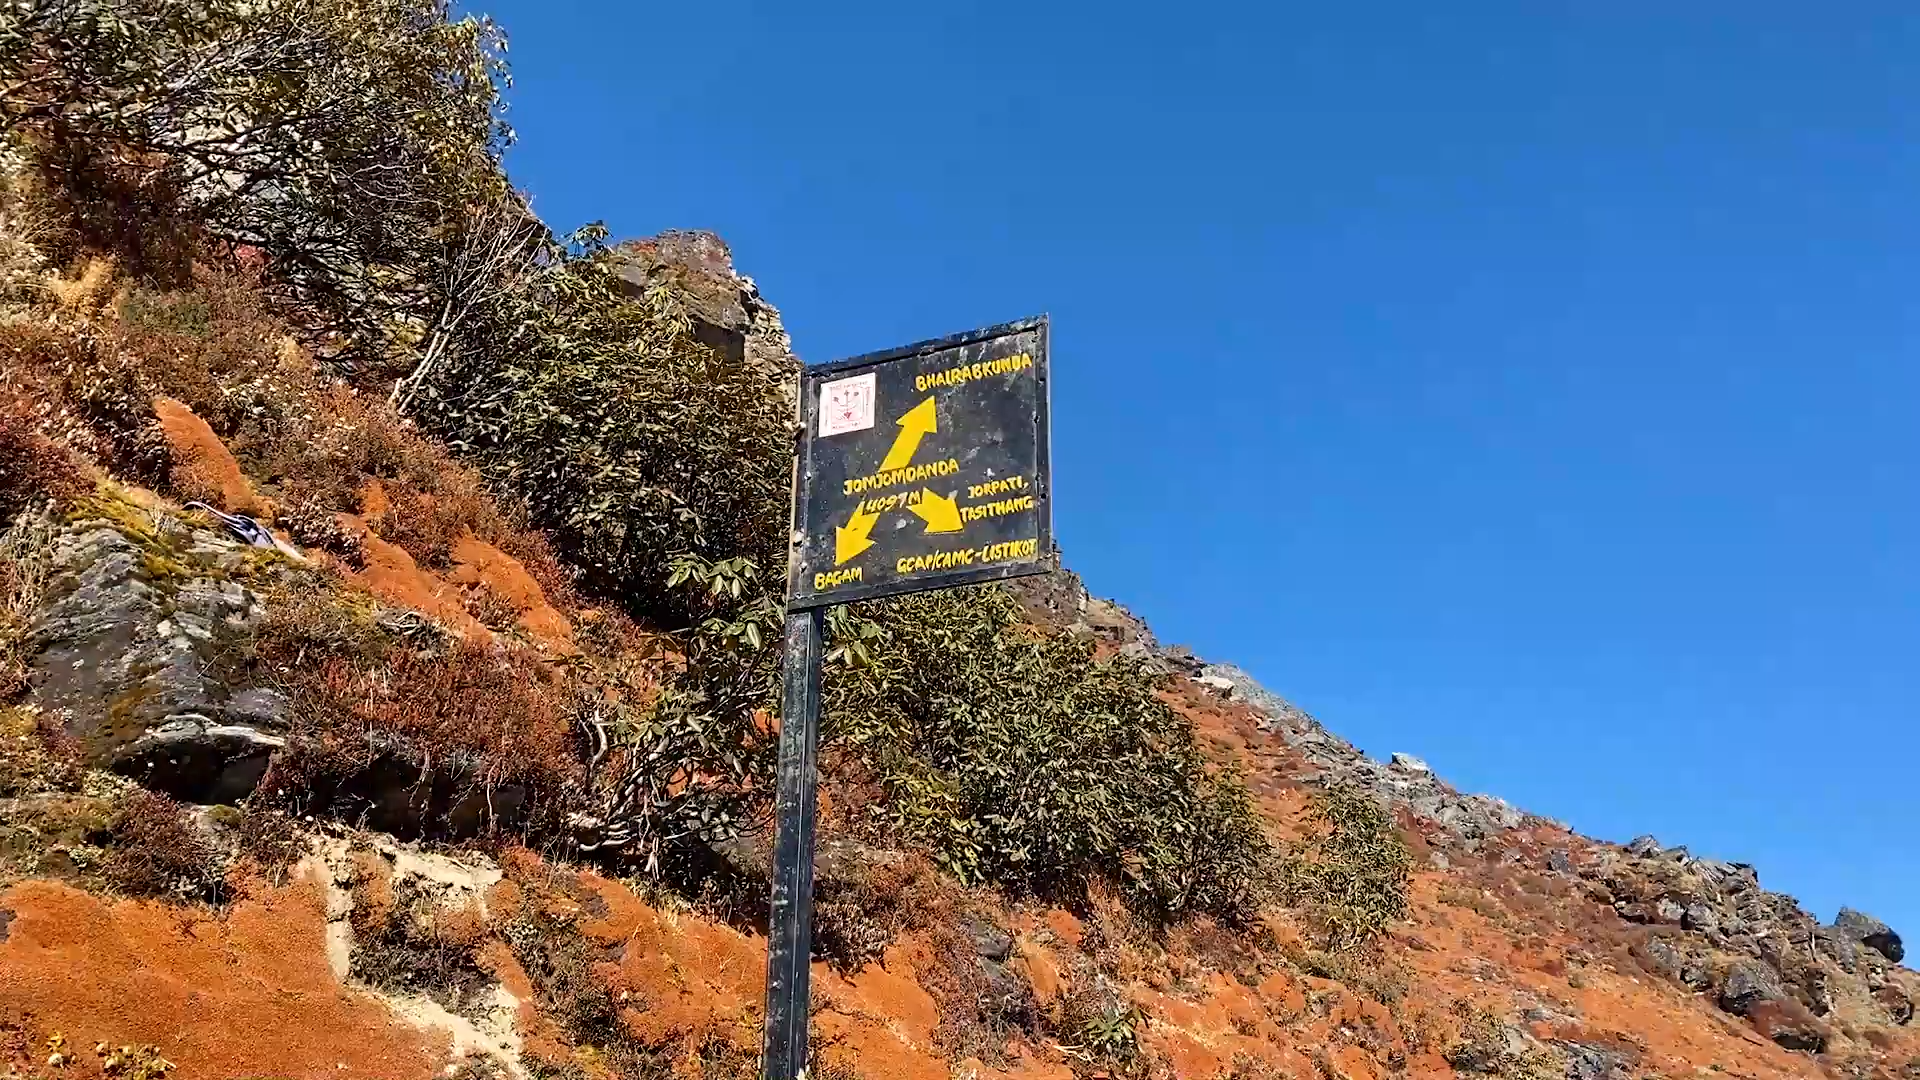 BHAIRABKUNDA
JOMJOMDANDA
4097M
JORPATI,
TASITHANG
BAGAM
GCAP/CAMC-LISTIKOT